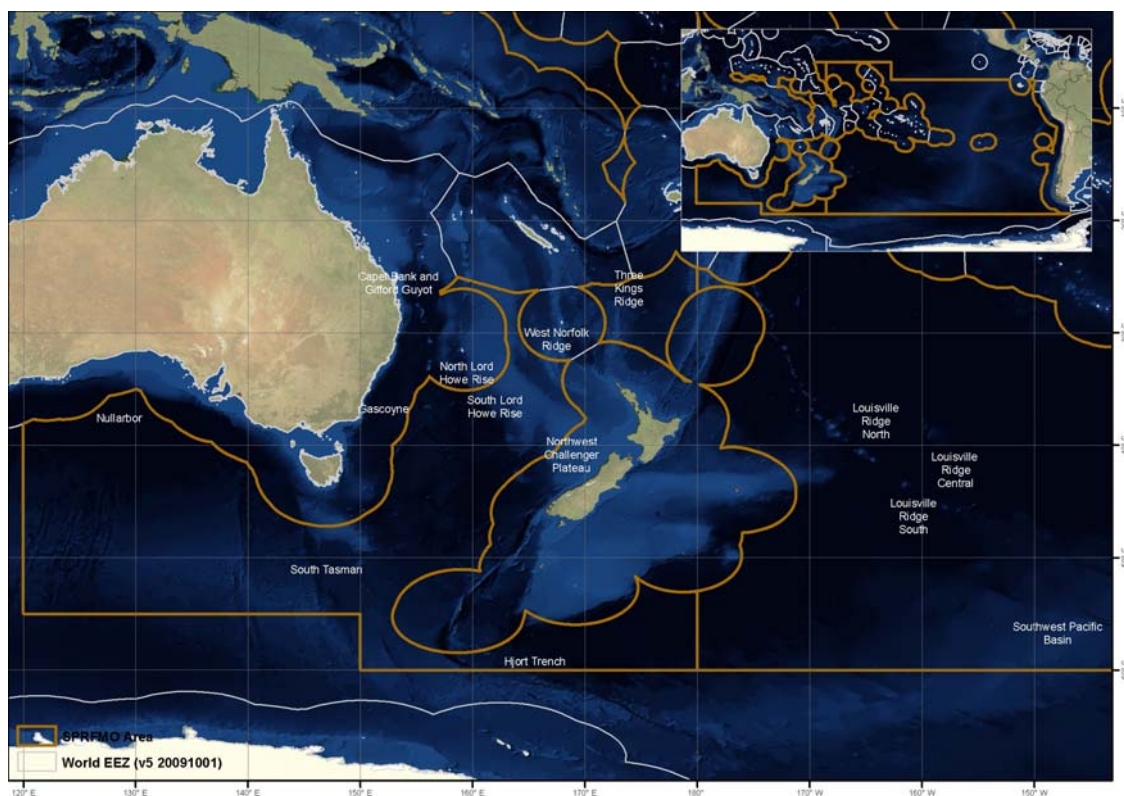 Capel Bank and
Gifford Guyot
Three
Kings
Ridge
West Norfolk
Ridge
North Lord
Howe Rise
South Lord
Howe Rise
Gascoyne
Nullarbor
Northwest
Challenger
Plateau
Louisville
Ridge
North
Louisville
Ridge
Central
Louisville
Ridge
South
South Tasman
Southwest Pacific
Basin
Hjort Trench
SPRFMO Area
World EEZ (v5 20091001)
120° E
130° E
140° E
150° E
160° E
170° E
180°
170° W
160° W
150° W